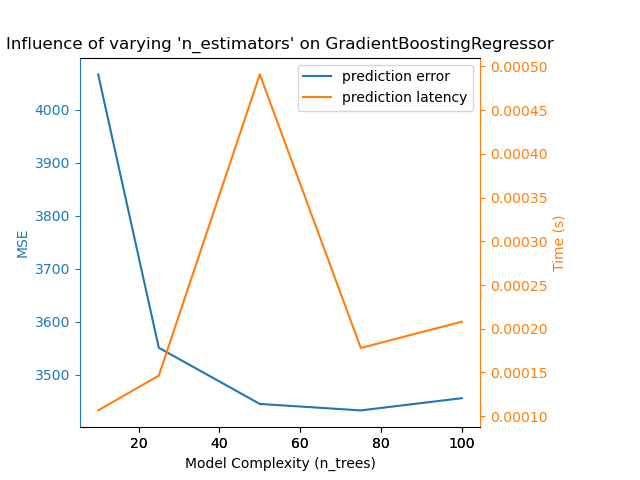 Influence of varying 'n_estimators' on GradientBoostingRegressor
prediction error
prediction latency
MSE
4000
3900
3800
3700
3600
3500
0.00050
0.00045
0.00040
0.00035
0.00030
0.00025
0.00020
0.00015
0.00010
Time (s)
20 40 60 80 100
Model Complexity (n_trees)